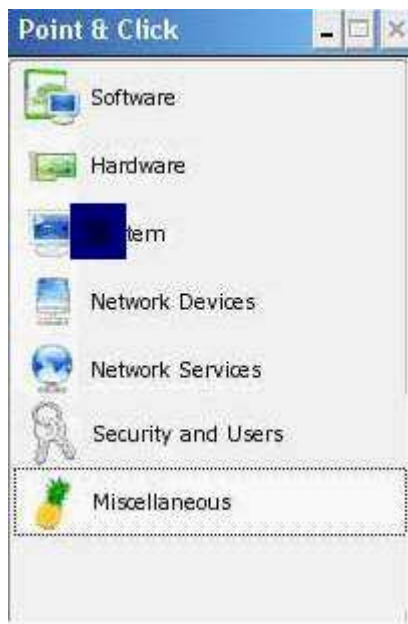 Point & Click
Software
Hardware
Network Devices
Network Services
Security and Users
Miscellaneous